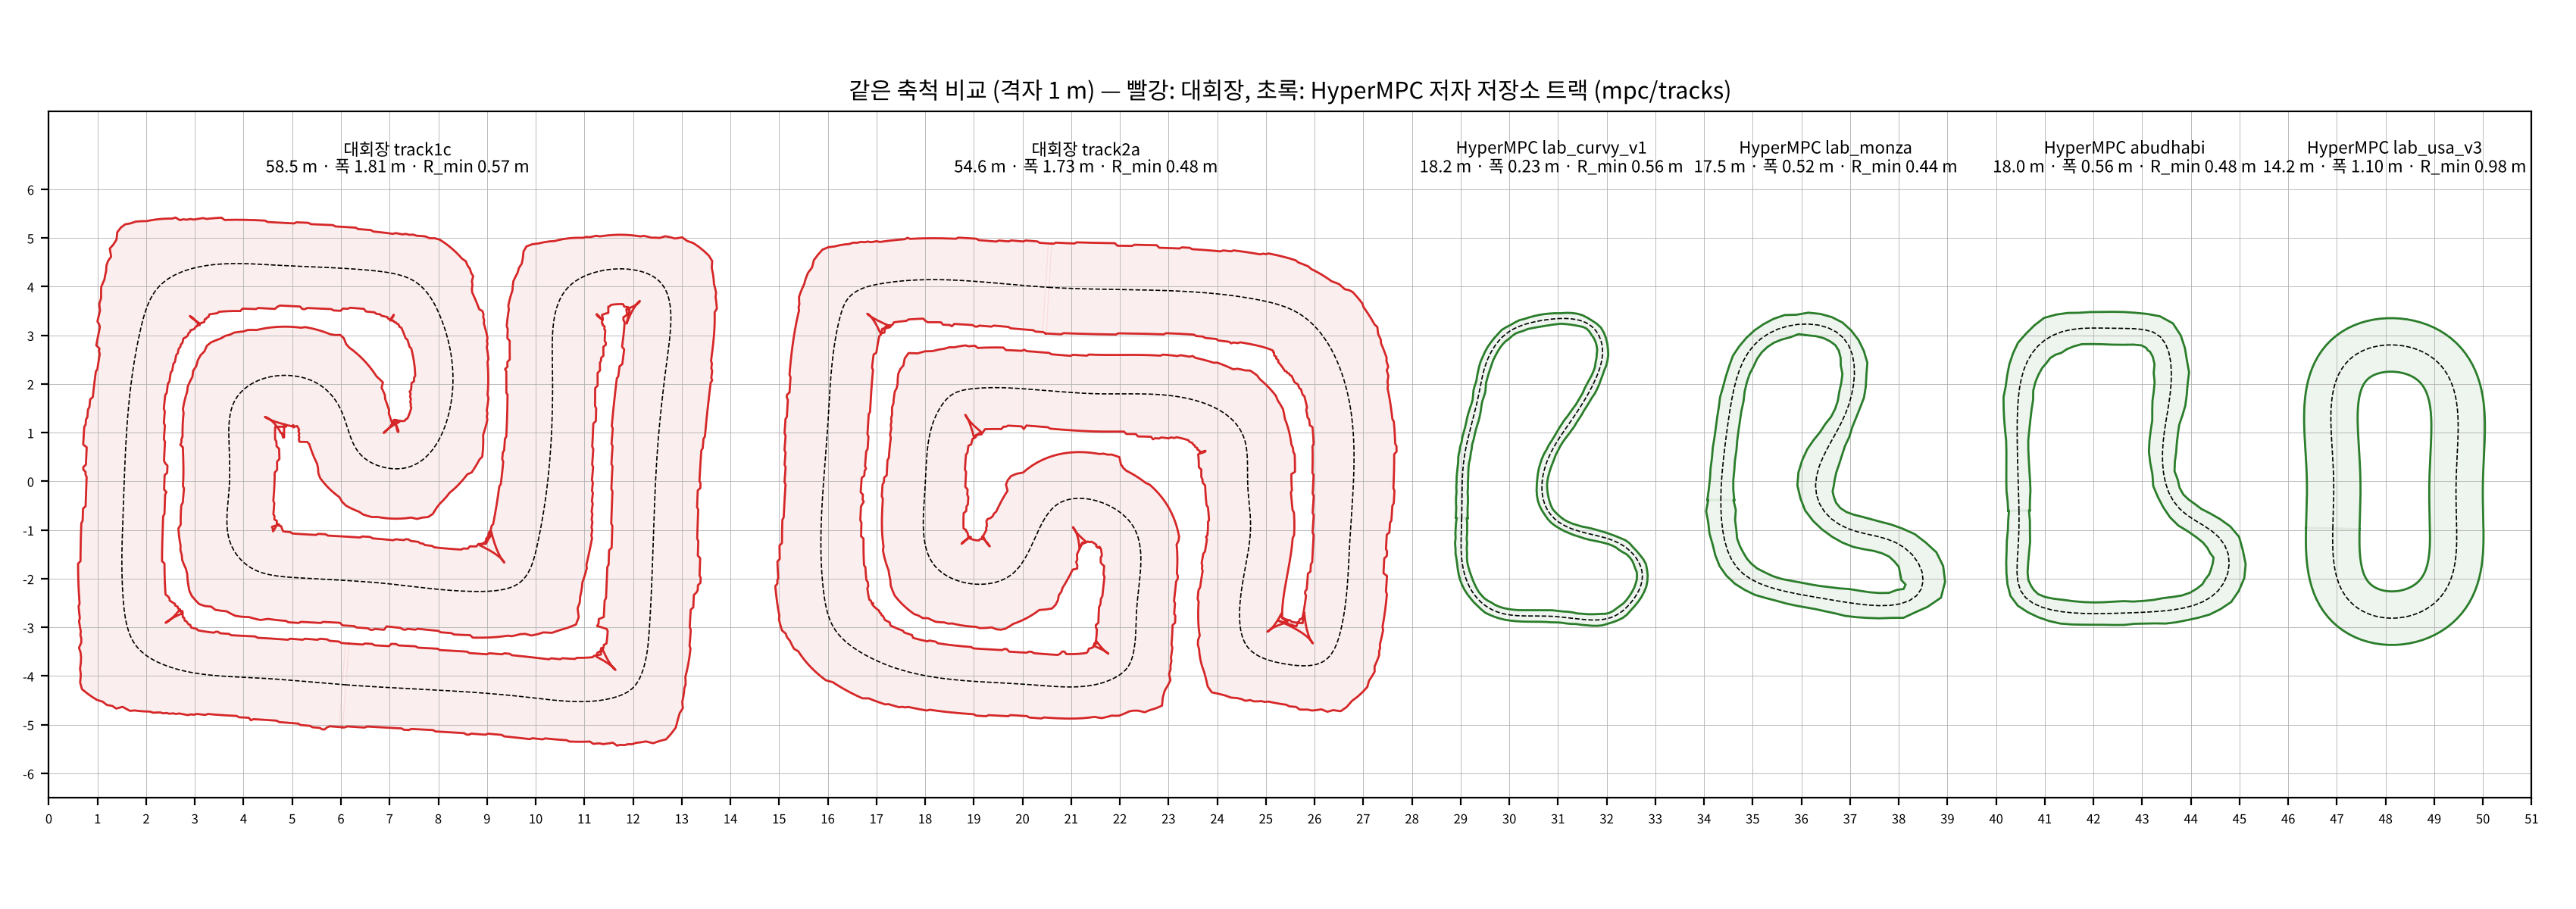 같은 축척 비교 (격자 1 m) — 빨강: 대회장, 초록: HyperMPC 저자 저장소 트랙 (mpc/tracks)
대회장 track1c
58.5 m · 폭 1.81 m · R_min 0.57 m
대회장 track2a
54.6 m · 폭 1.73 m · R_min 0.48 m
HyperMPC lab_curvy_v1
18.2 m · 폭 0.23 m · R_min 0.56 m
HyperMPC lab_monza
17.5 m · 폭 0.52 m · R_min 0.44 m
HyperMPC abudhabi
18.0 m · 폭 0.56 m · R_min 0.48 m
HyperMPC lab_usa_v3
14.2 m · 폭 1.10 m · R_min 0.98 m
6
5
4
3
2
1
0
-1
-2
-3
-4
-5
-6
0 1 2 3 4 5 6 7 8 9 10 11 12 13 14 15 16 17 18 19 20 21 22 23 24 25 26 27 28 29 30 31 32 33 34 35 36 37 38 39 40 41 42 43 44 45 46 47 48 49 50 51